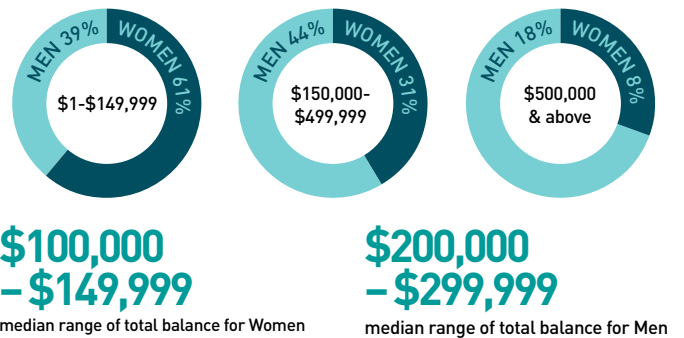 MEN 39%
WOMEN 61%
$1-$149,999
MEN 44%
WOMEN 31%
$150,000-
$499,999
MEN 18%
WOMEN 8%
$500,000
& above
$100,000
– $149,999
median range of total balance for Women
$200,000
– $299,999
median range of total balance for Men